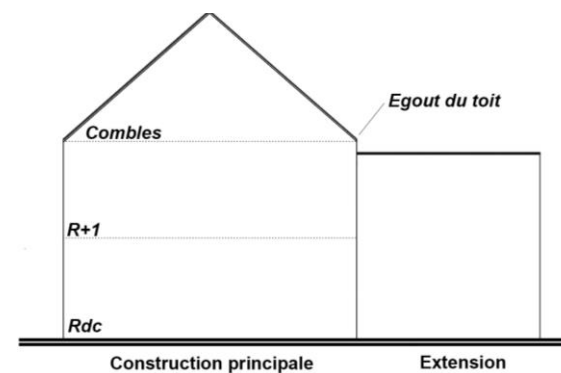 Egout du toit
Combles
R+1
Rdc
Construction principale
Extension